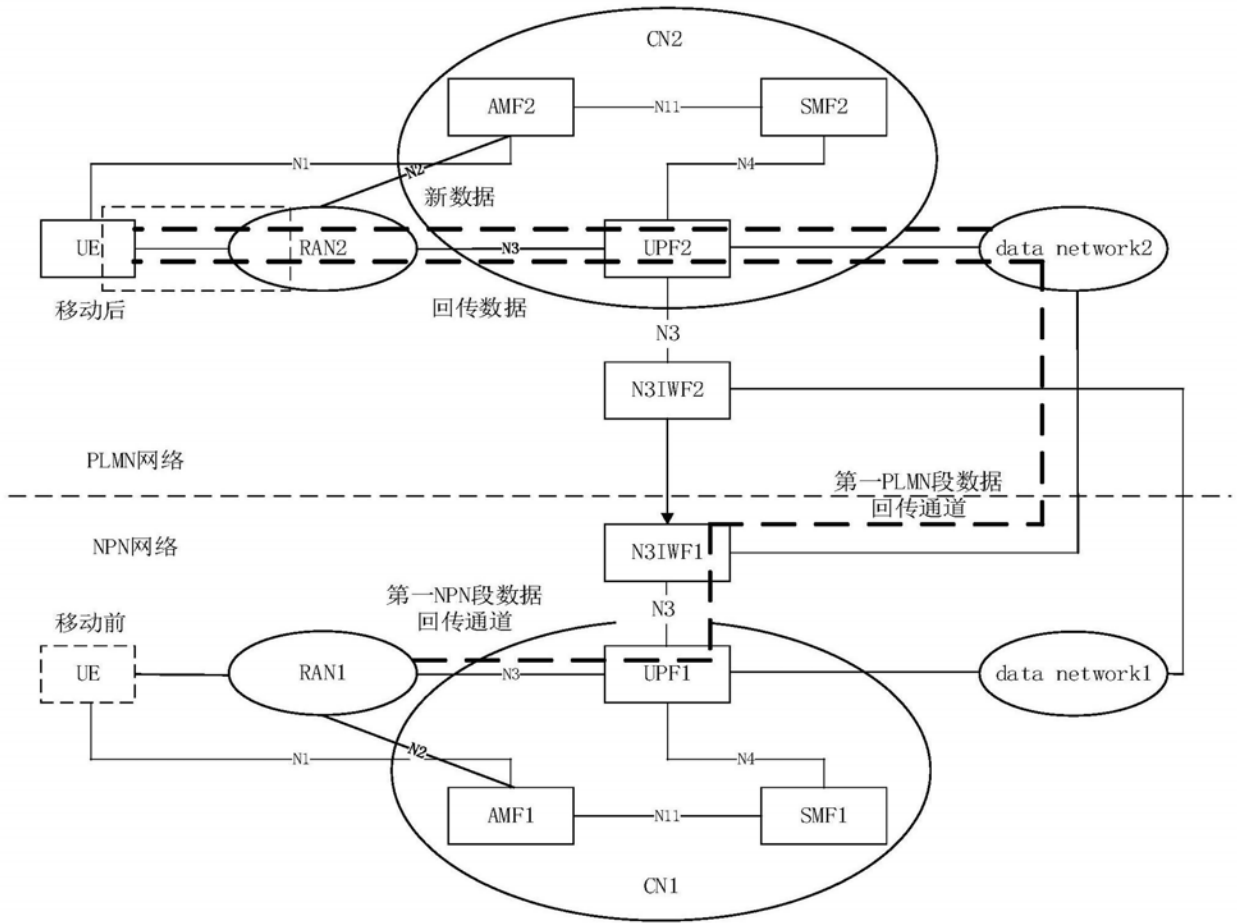 CN2
AMF2
N11
SMF2
N1
N2
N4
新数据
UE
RAN2
N3
UPF2
data network2
移动后
回传数据
N3
N3IWF2
PLMN网络
第一PLMN段数据
回传通道
NPN网络
N3IWF1
第一NPN段数据
回传通道
N3
移动前
UE
RAN1
N3
UPF1
data network1
N1
N2
N4
AMF1
N11
SMF1
CN1